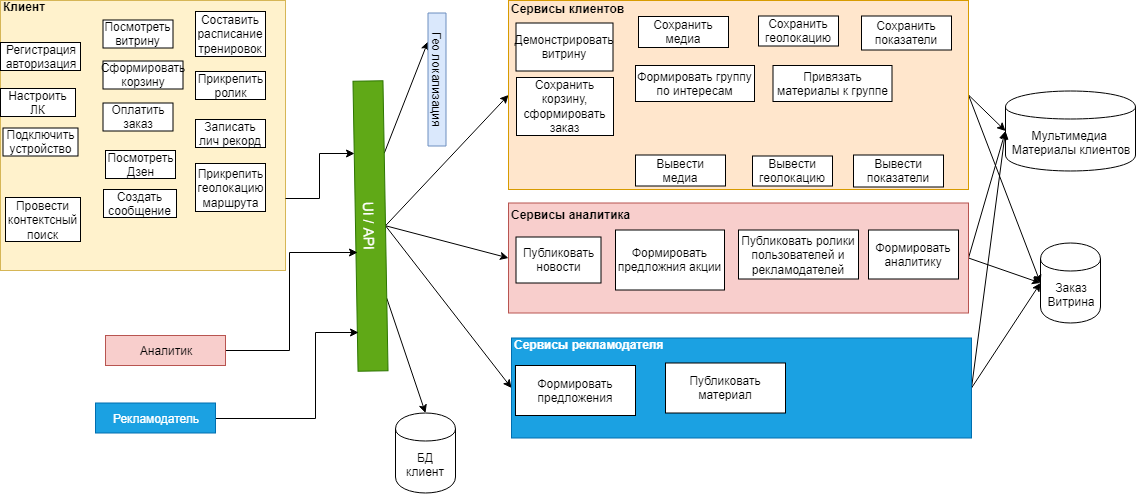 Клиент
Регистрация
авторизация
Настроить
ЛК
Подключить
устройство
Провести
контекстный
поиск
Посмотреть
витрину
Сформировать
корзину
Оплатить
заказ
Посмотреть
Дзен
Создать
сообщение
Составить
расписание
тренировок
Прикрепить
ролик
Записать
лич рекорд
Прикрепить
геолокацию
маршрута
Аналитик
Рекламодатель
UI / API
Гео локализация
БД
клиент
Сервисы клиентов
Демонстрировать
витрину
Сохранить
медиа
Сохранить
геолокацию
Сохранить
показатели
Сохранить
корзину,
сформировать
заказ
Формировать группу
по интересам
Привязать
материалы к группе
Вывести
медиа
Вывести
геолокацию
Вывести
показатели
Сервисы аналитика
Публиковать
новости
Формировать
предложния акции
Публиковать ролики
пользователей и
рекламодателей
Формировать
аналитику
Сервисы рекламодателя
Формировать
предложения
Публиковать
материал
Мультимедиа
Материалы клиентов
Заказ
Витрина